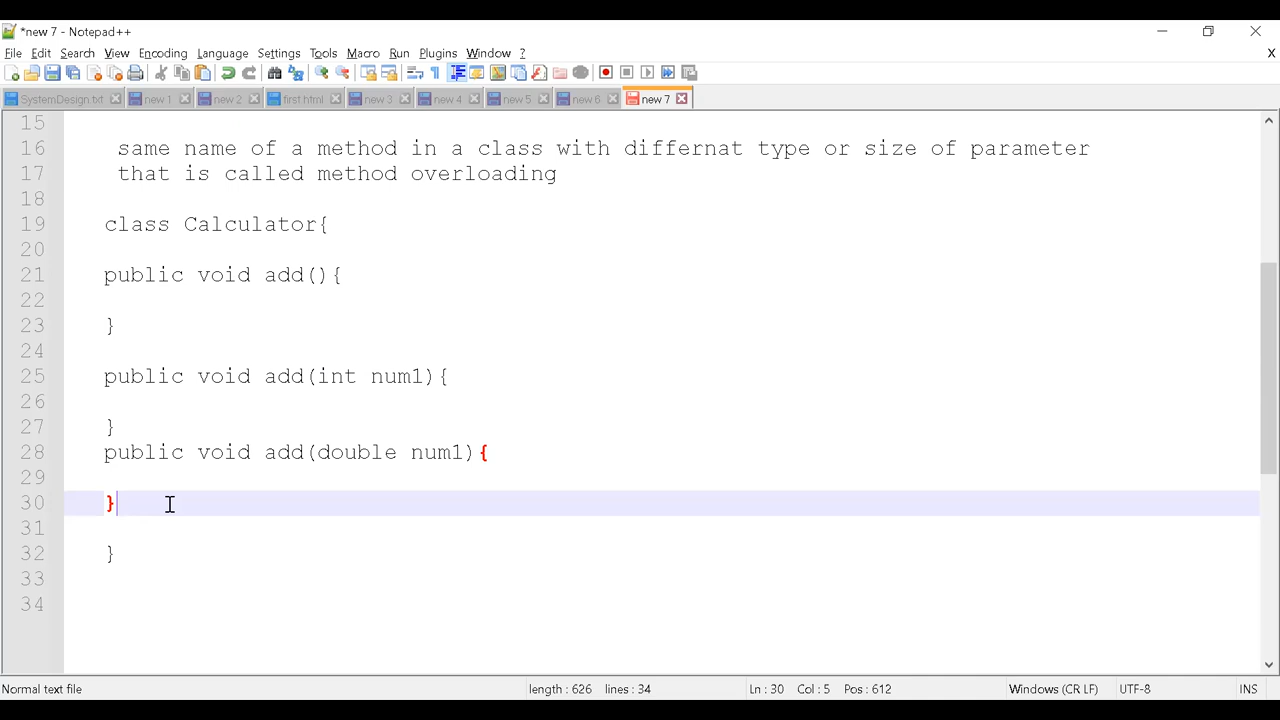 *new 7 - Notepad++
File Edit Search View Encoding Language Settings Tools Macro Run Plugins Window ? X
SystemDesign.txt new 1 new 2 first html new 3 new 4 new 5 new 6 new 7
15
16 same name of a method in a class with differnat type or size of parameter
17 that is called method overloading
18
19 class Calculator{
20
21 public void add(){
22
23 }
24
25 public void add(int num1){
26
27 }
28 public void add(double num1){
29
30 }
31
32 }
33
34
Normal text file length : 626 lines : 34 Ln : 30 Col : 5 Pos : 612 Windows (CR LF) UTF-8 INS